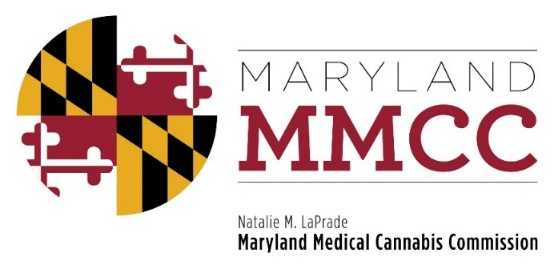 MARYLAND
MMCC
Natalie M. LaPrade
Maryland Medical Cannabis Commission